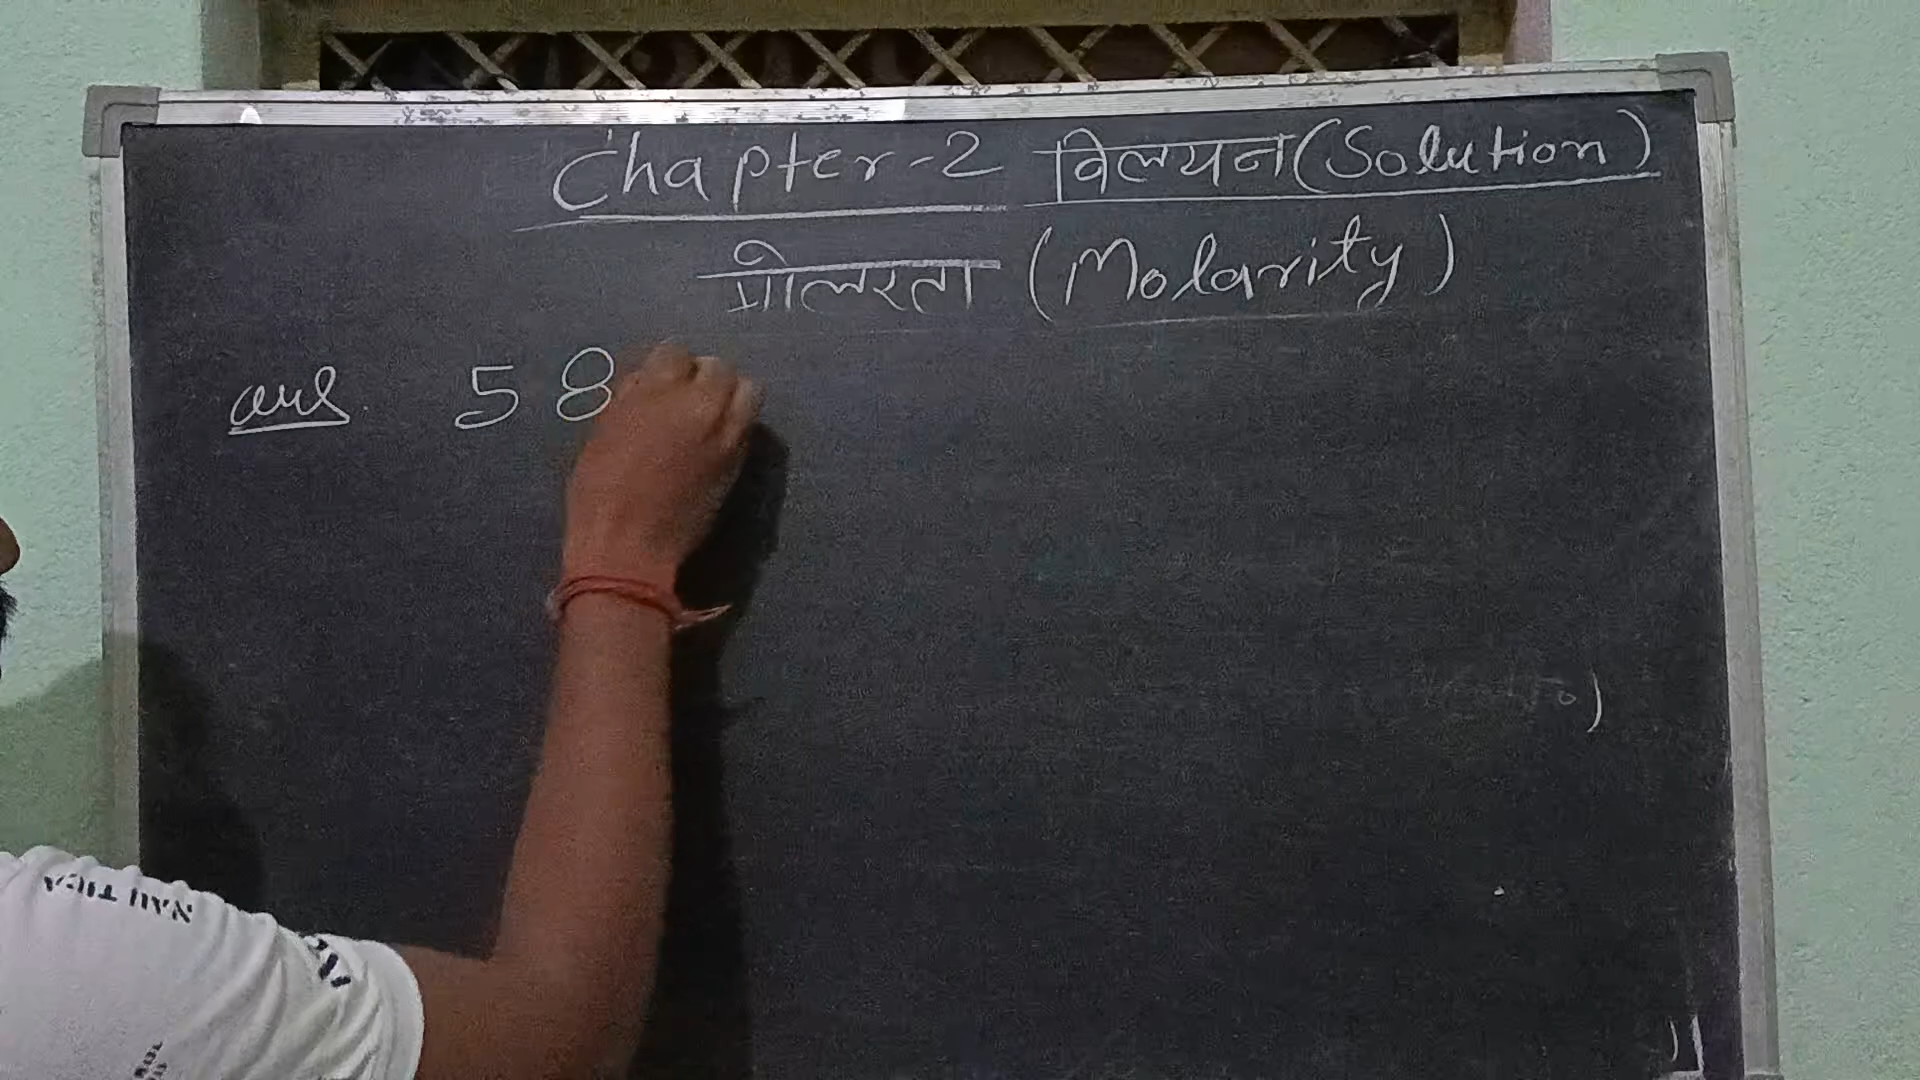 Chapter-2 विलयन (Solution)
मोलरता (Molarity)
ans 58